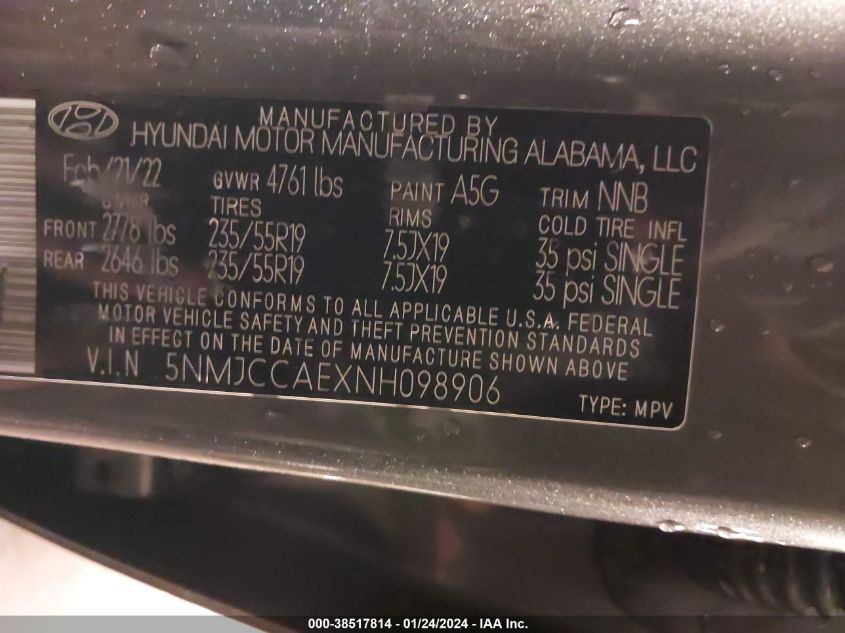 MANUFACTURED BY
HYUNDAI MOTOR MANUFACTURING ALABAMA, LLC
Feb/21/22 GVWR 4761 lbs PAINT A5G TRIM NNB
GAWR TIRES RIMS COLD TIRE INFL
FRONT 2778 lbs 235/55R19 7.5JX19 35 psi SINGLE
REAR 2646 lbs 235/55R19 7.5JX19 35 psi SINGLE
THIS VEHICLE CONFORMS TO ALL APPLICABLE U.S.A. FEDERAL
MOTOR VEHICLE SAFETY AND THEFT PREVENTION STANDARDS
IN EFFECT ON THE DATE OF MANUFACTURE SHOWN ABOVE
V.I.N 5NMJCCAEXNH098906
TYPE: MPV
000-38517814 - 01/24/2024 - IAA Inc.